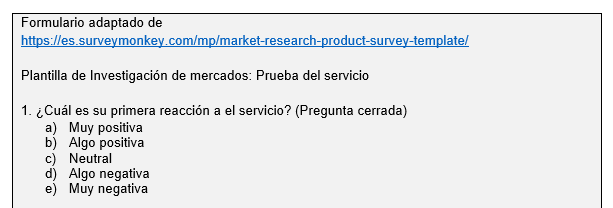 Formulario adaptado de
https://es.surveymonkey.com/mp/market-research-product-survey-template/
Plantilla de Investigación de mercados: Prueba del servicio
1. ¿Cuál es su primera reacción a el servicio? (Pregunta cerrada)
a) Muy positiva
b) Algo positiva
c) Neutral
d) Algo negativa
e) Muy negativa